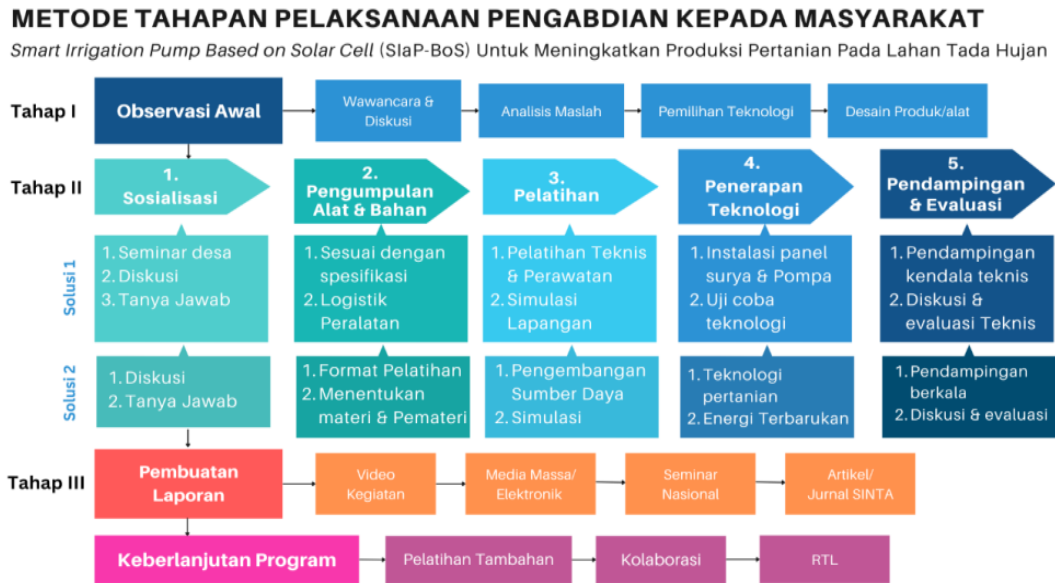 METODE TAHAPAN PELAKSANAAN PENGABDIAN KEPADA MASYARAKAT
Smart Irrigation Pump Based on Solar Cell (SIaP-BoS) Untuk Meningkatkan Produksi Pertanian Pada Lahan Tada Hujan
Tahap I
Observasi Awal
Wawancara &
Diskusi
Analisis Maslah
Pemilihan Teknologi
Desain Produk/alat
Tahap II
1.
Sosialisasi
2.
Pengumpulan
Alat & Bahan
3.
Pelatihan
4.
Penerapan
Teknologi
5.
Pendampingan
& Evaluasi
Solusi 1
1. Seminar desa
2. Diskusi
3. Tanya Jawab
1. Sesuai dengan
spesifikasi
2. Logistik
Peralatan
1. Pelatihan Teknis
& Perawatan
2. Simulasi
Lapangan
1. Instalasi panel
surya & Pompa
2. Uji coba
teknologi
1. Pendampingan
kendala teknis
2. Diskusi &
evaluasi Teknis
Solusi 2
1. Diskusi
2. Tanya Jawab
1. Format Pelatihan
2. Menentukan
materi & Pemateri
1. Pengembangan
Sumber Daya
2. Simulasi
1. Teknologi
pertanian
2. Energi Terbarukan
1. Pendampingan
berkala
2. Diskusi & evaluasi
Tahap III
Pembuatan
Laporan
Video
Kegiatan
Media Massa/
Elektronik
Seminar
Nasional
Artikel/
Jurnal SINTA
Keberlanjutan Program
Pelatihan Tambahan
Kolaborasi
RTL